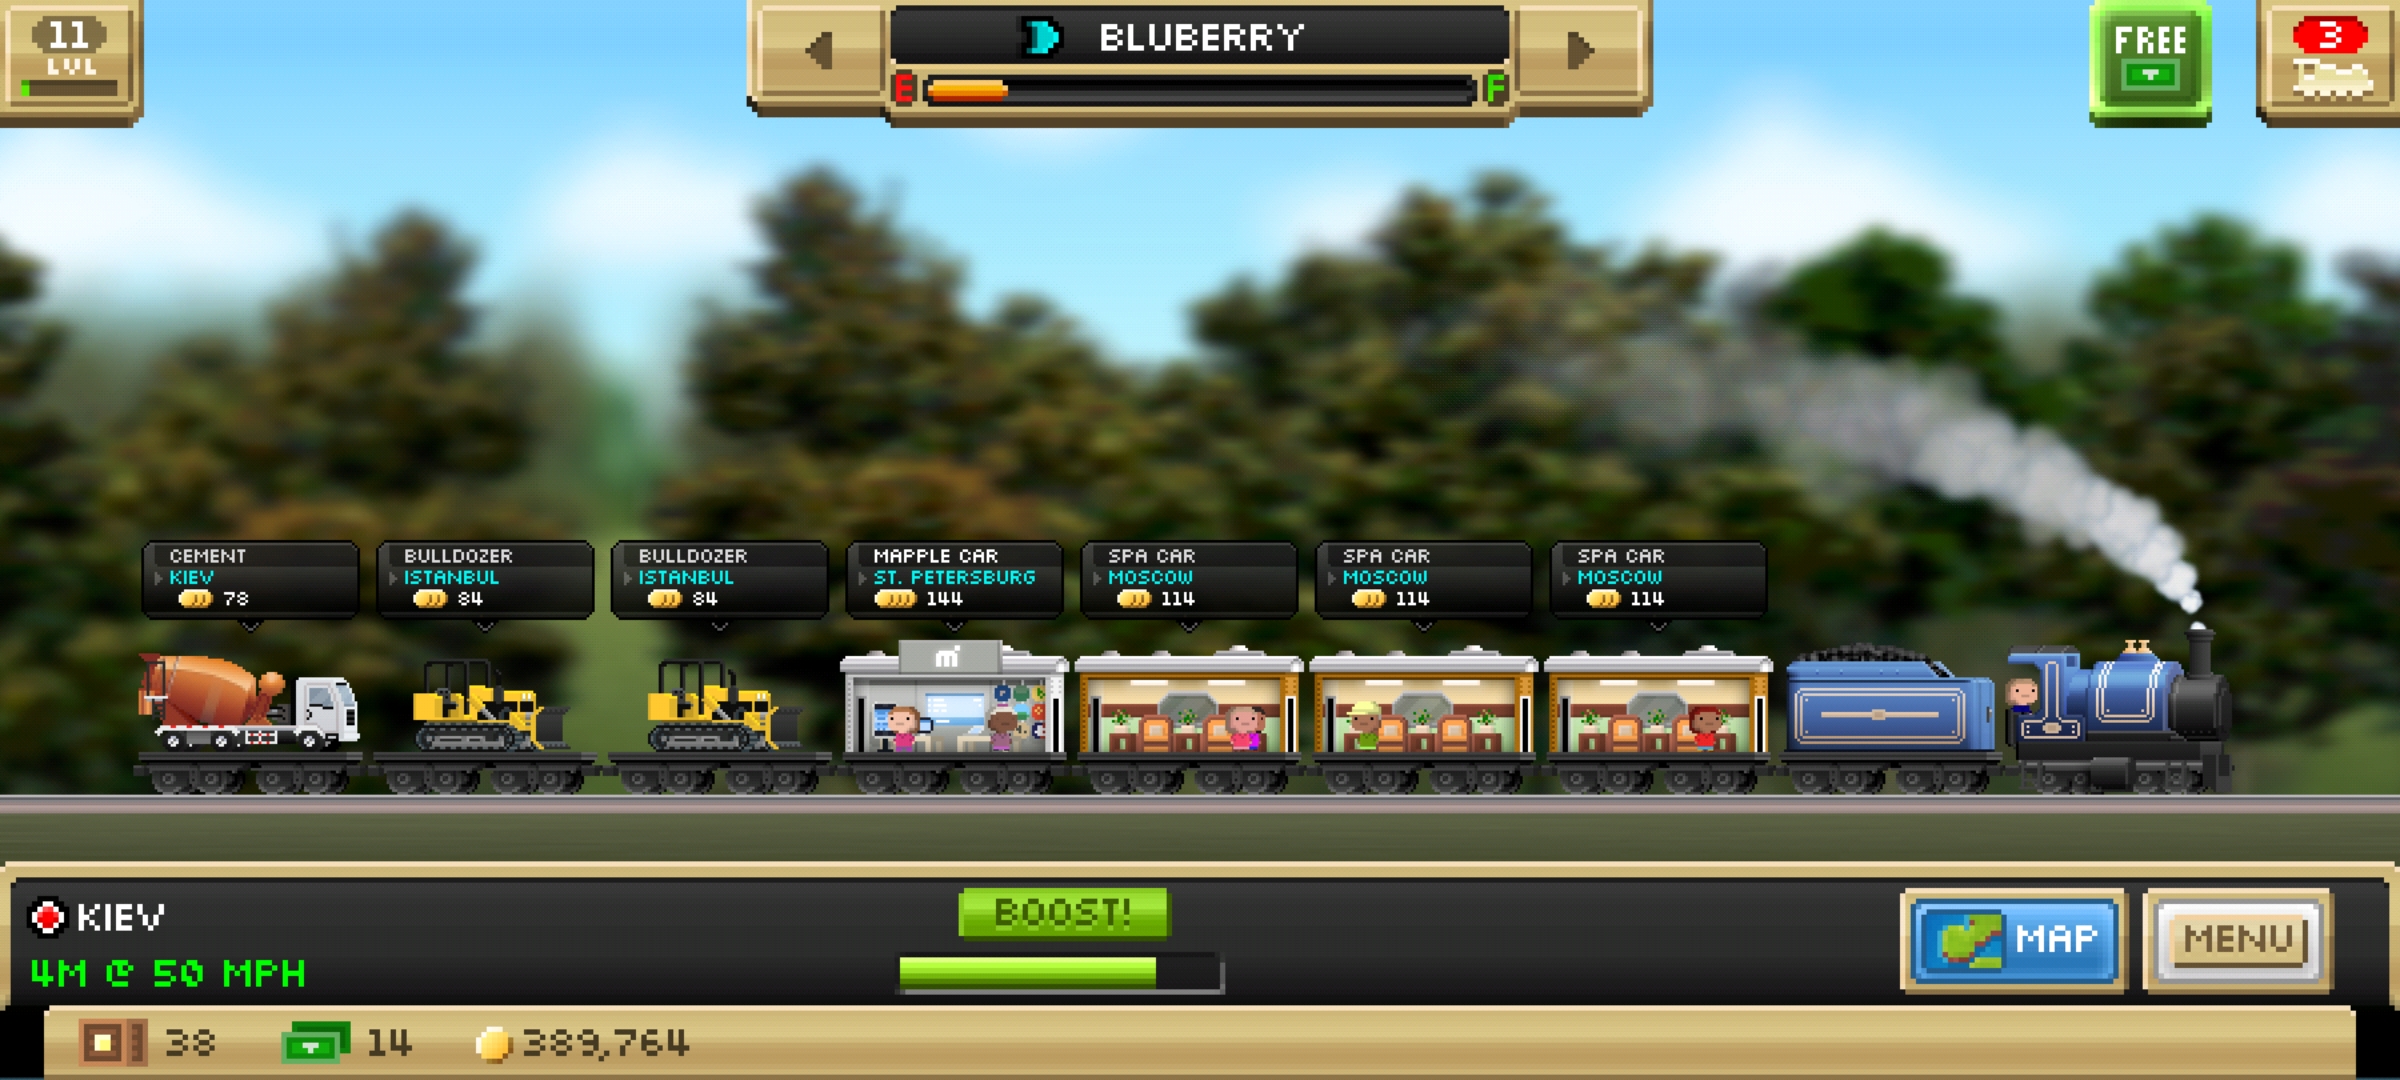 11
LVL
BLUBERRY
E
F
FREE
3
CEMENT
KIEV
78
BULLDOZER
ISTANBUL
84
BULLDOZER
ISTANBUL
84
MAPPLE CAR
ST. PETERSBURG
144
SPA CAR
MOSCOW
114
SPA CAR
MOSCOW
114
SPA CAR
MOSCOW
114
m
KIEV
4M @ 50 MPH
BOOST!
MAP
MENU
38
14
389,764